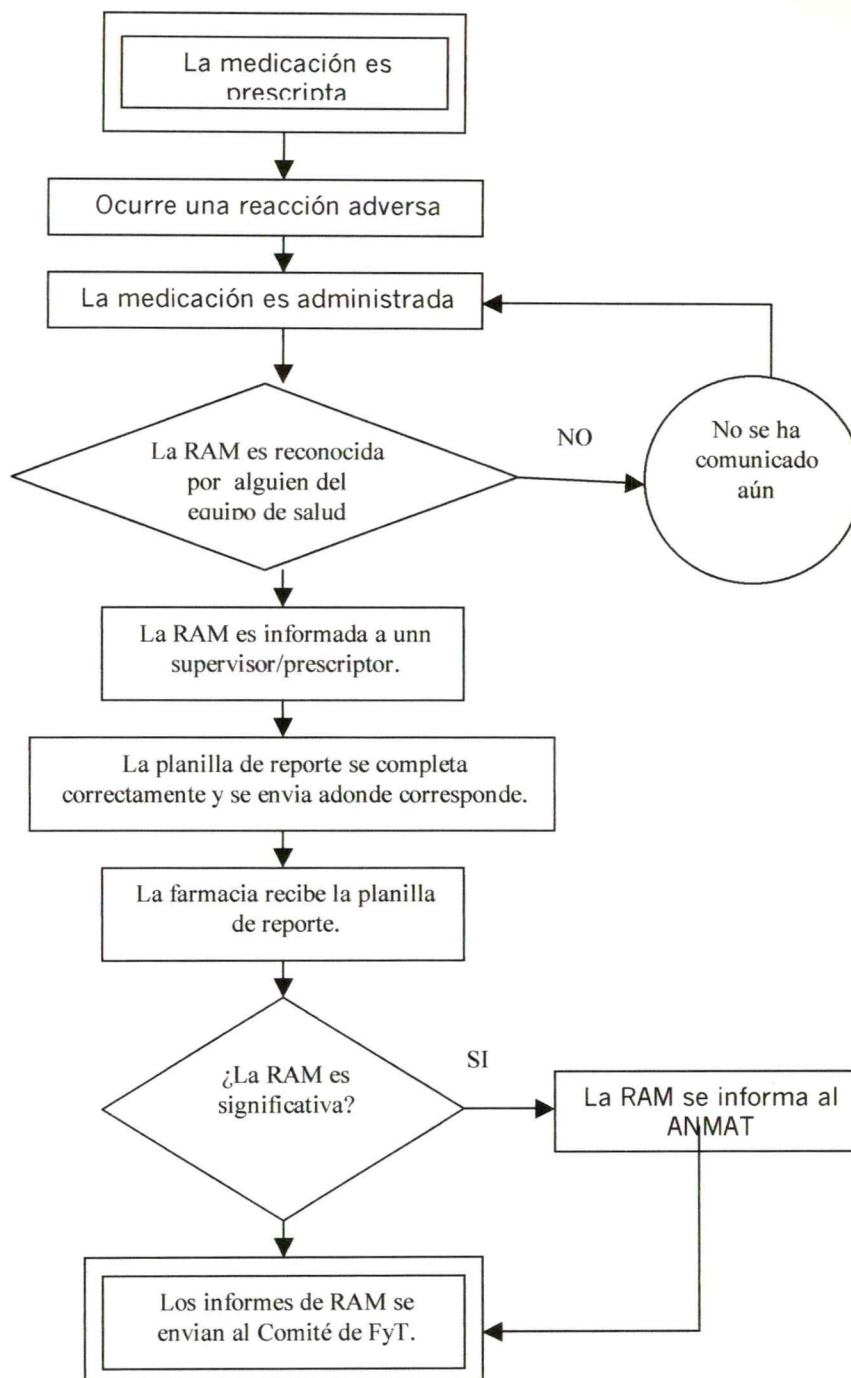 La medicación es
prescripta
Ocurre una reacción adversa
La medicación es administrada
La RAM es reconocida
por alguien del
equipo de salud
NO
No se ha
comunicado
aún
La RAM es informada a unn
supervisor/prescriptor.
La planilla de reporte se completa
correctamente y se envia adonde corresponde.
La farmacia recibe la planilla
de reporte.
¿La RAM es
significativa?
SI
La RAM se informa al
ANMAT
Los informes de RAM se
envian al Comité de FyT.